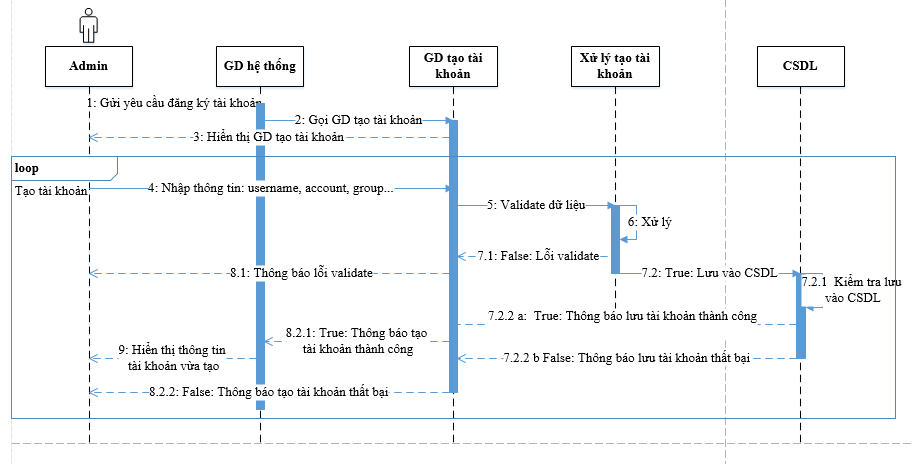 Admin
GD hệ thống
GD tạo tài
khoản
Xử lý tạo tài
khoản
CSDL
1: Gửi yêu cầu đăng ký tài khoản
2: Gọi GD tạo tài khoản
3: Hiển thị GD tạo tài khoản
loop
Tạo tài khoản
4: Nhập thông tin: username, account, group...
5: Validate dữ liệu
6: Xử lý
7.1: False: Lỗi validate
8.1: Thông báo lỗi validate
7.2: True: Lưu vào CSDL
7.2.1 Kiểm tra lưu
vào CSDL
7.2.2 a: True: Thông báo lưu tài khoản thành công
8.2.1: True: Thông báo tạo
tài khoản thành công
9: Hiển thị thông tin
tài khoản vừa tạo
7.2.2 b False: Thông báo lưu tài khoản thất bại
8.2.2: False: Thông báo tạo tài khoản thất bại